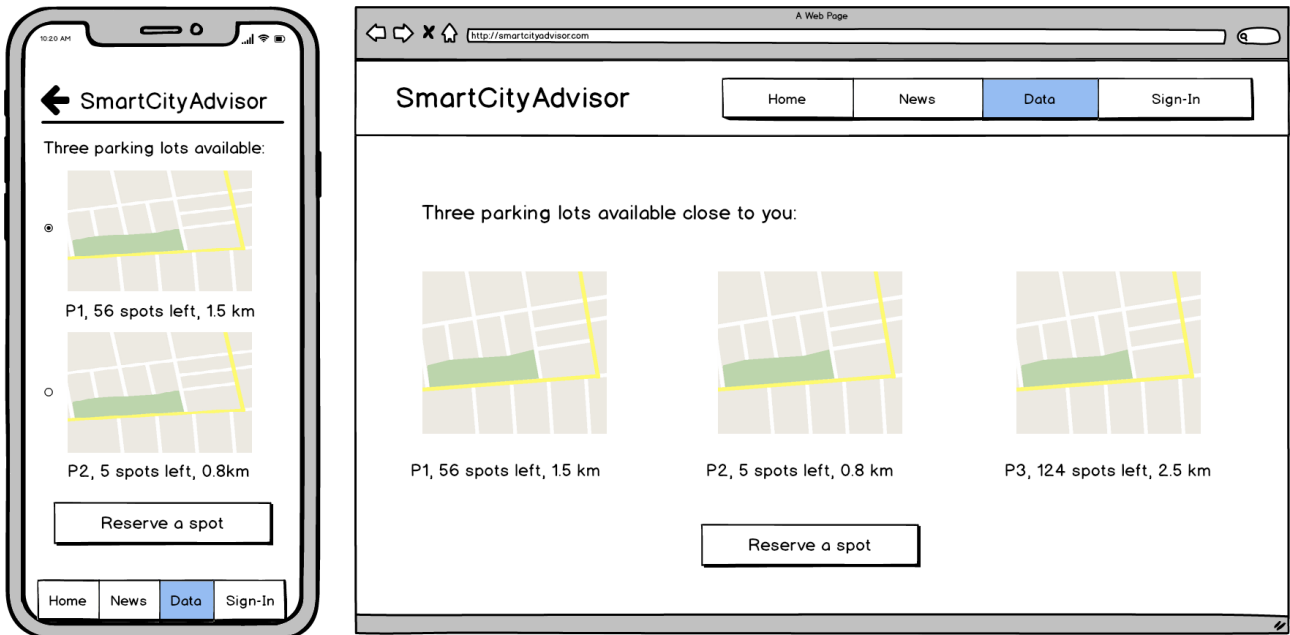 10:20 AM
SmartCityAdvisor
Three parking lots available:
P1, 56 spots left, 1.5 km
P2, 5 spots left, 0.8km
Reserve a spot
Home News Data Sign-In
A Web Page
http://smartcityadvisor.com
SmartCityAdvisor
Home News Data Sign-In
Three parking lots available close to you:
P1, 56 spots left, 1.5 km P2, 5 spots left, 0.8 km P3, 124 spots left, 2.5 km
Reserve a spot